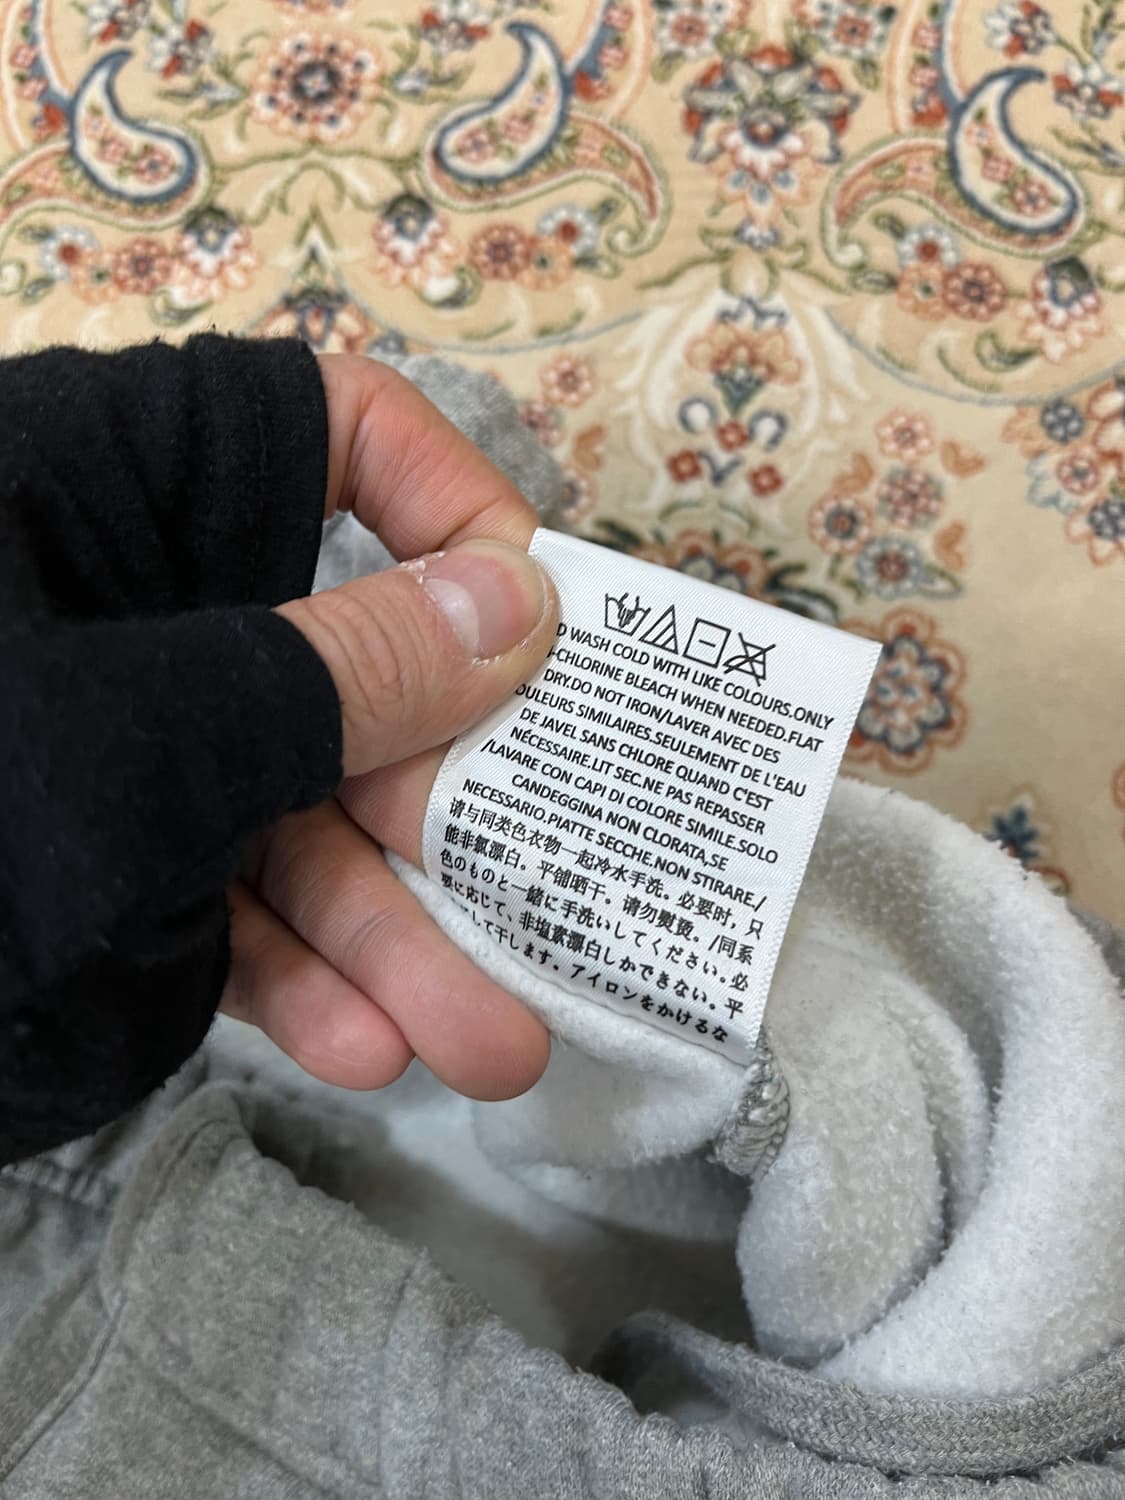 WASH COLD WITH LIKE COLOURS.ONLY
-CHLORINE BLEACH WHEN NEEDED.FLAT
DRY.DO NOT IRON/LAVER AVEC DES
OULEURS SIMILAIRES.SEULEMENT DE L'EAU
DE JAVEL SANS CHLORE QUAND C'EST
NÉCESSAIRE.LIT SEC.NE PAS REPASSER
/LAVARE CON CAPI DI COLORE SIMILE.SOLO
CANDEGGINA NON CLORATA,SE
NECESSARIO.PIATTE SECCHE.NON STIRARE./
请与同类色衣物一起冷水手洗。必要时，只
能非氯漂白。平铺晒干。请勿熨烫。/同系
色のものと一緒に手洗いしてください。必
要に応じて、非塩素漂白しかできない。平
して干します。アイロンをかけるな